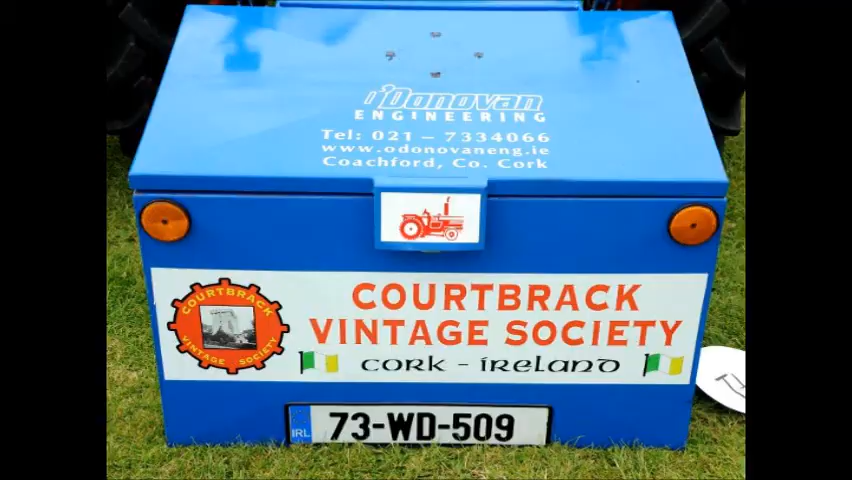 O'Donovan
ENGINEERING
Tel: 021 – 7334066
www.odonovaneng.ie
Coachford, Co. Cork
COURTBRACK
VINTAGE SOCIETY
COURTBRACK
VINTAGE SOCIETY
CORK - IRELAND
IRL 73-WD-509